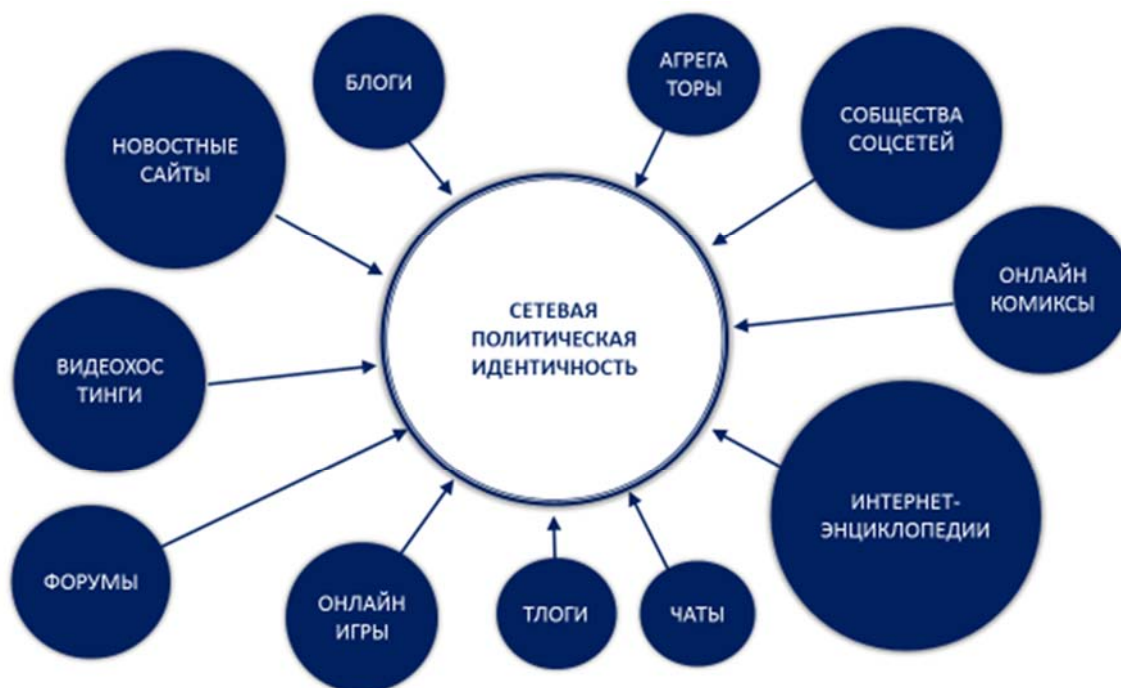 БЛОГИ
АГРЕГА
ТОРЫ
СОБЩЕСТВА
СОЦСЕТЕЙ
НОВОСТНЫЕ
САЙТЫ
ОНЛАЙН
КОМИКСЫ
СЕТЕВАЯ
ПОЛИТИЧЕСКАЯ
ИДЕНТИЧНОСТЬ
ВИДЕОХОС
ТИНГИ
ИНТЕРНЕТ-
ЭНЦИКЛОПЕДИИ
ФОРУМЫ
ОНЛАЙН
ИГРЫ
ТЛОГИ
ЧАТЫ